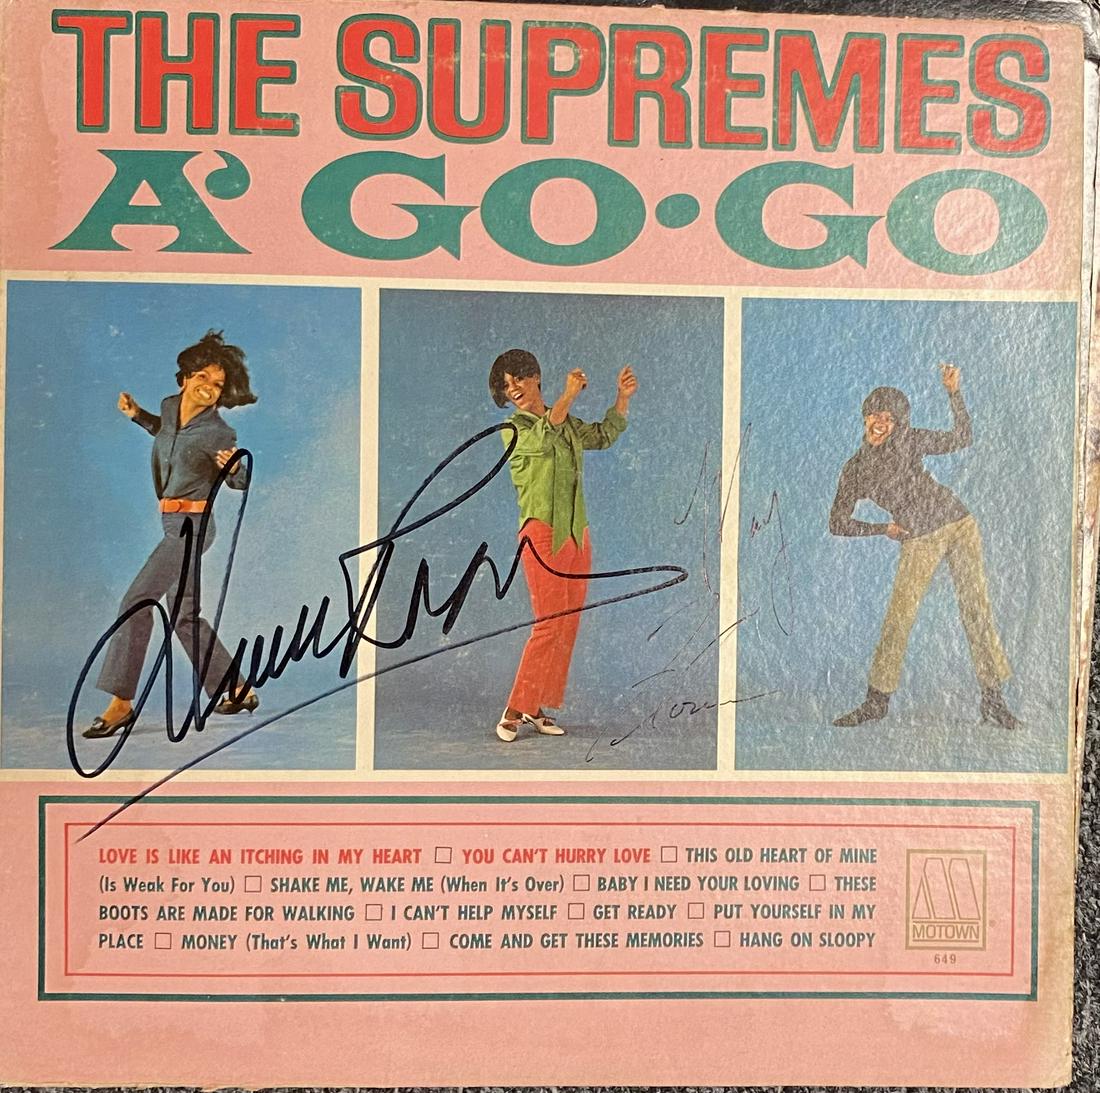 THE SUPREMES
A' GO·GO
Mary
LOVE IS LIKE AN ITCHING IN MY HEART □ YOU CAN'T HURRY LOVE □ THIS OLD HEART OF MINE
(Is Weak For You) □ SHAKE ME, WAKE ME (When It's Over) □ BABY I NEED YOUR LOVING □ THESE
BOOTS ARE MADE FOR WALKING □ I CAN'T HELP MYSELF □ GET READY □ PUT YOURSELF IN MY
PLACE □ MONEY (That's What I Want) □ COME AND GET THESE MEMORIES □ HANG ON SLOOPY
M
MOTOWN
649